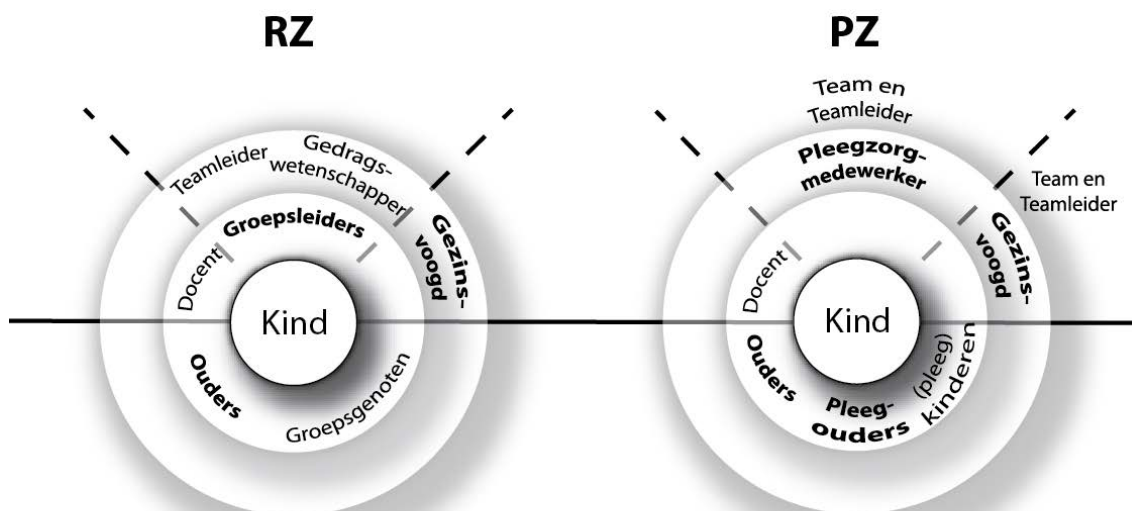 RZ
Teamleider
Gedrags-
wetenschapper
Groepsleiders
Gezins-
voogd
Docent
Kind
Ouders
Groepsgenoten
PZ
Team en
Teamleider
Pleegzorg-
medewerker
Team en
Teamleider
Gezins-
voogd
Docent
Kind
Ouders
Pleeg-
ouders
(pleeg)
kinderen